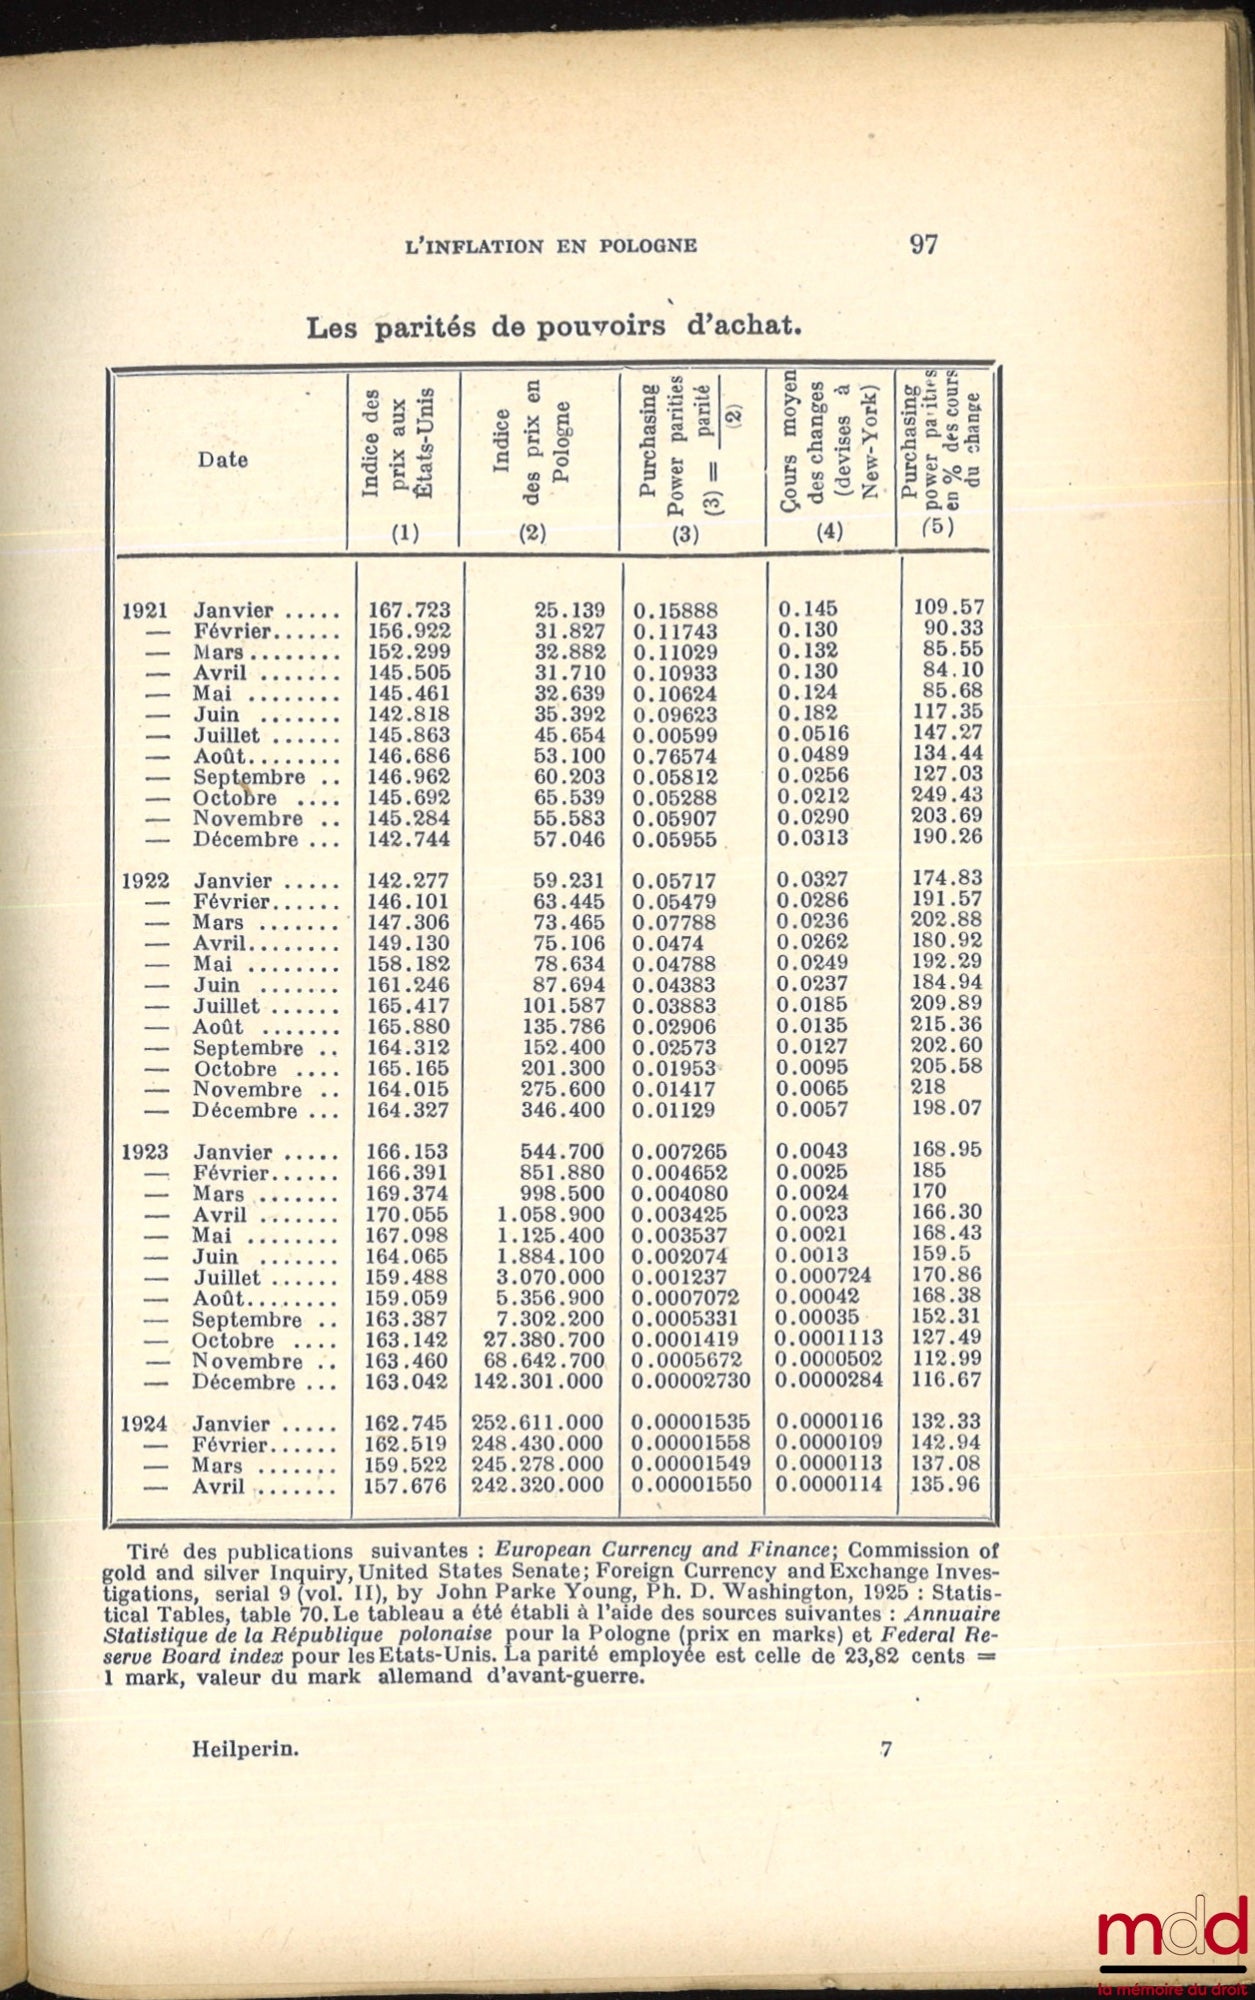 L'INFLATION EN POLOGNE 97
Les parités de pouvoirs d'achat.
Date
Indice des
prix aux
États-Unis
(1)
Indice
des prix en
Pologne
(2)
Purchasing
Power parities
(3) = parité
(2)
(3)
Cours moyen
des changes
(devises à
New-York)
(4)
Purchasing
power parities
en % des cours
du change
(5)
1921 Janvier ..... 167.723 25.139 0.15888 0.145 109.57
— Février...... 156.922 31.827 0.11743 0.130 90.33
— Mars ........ 152.299 32.882 0.11029 0.132 85.55
— Avril ....... 145.505 31.710 0.10933 0.130 84.10
— Mai ........ 145.461 32.639 0.10624 0.124 85.68
— Juin ....... 142.818 35.392 0.09623 0.182 117.35
— Juillet ...... 145.863 45.654 0.00599 0.0516 147.27
— Août........ 146.686 53.100 0.76574 0.0489 134.44
— Septembre .. 146.962 60.203 0.05812 0.0256 127.03
— Octobre .... 145.692 65.539 0.05288 0.0212 249.43
— Novembre .. 145.284 55.583 0.05907 0.0290 203.69
— Décembre ... 142.744 57.046 0.05955 0.0313 190.26
1922 Janvier ..... 142.277 59.231 0.05717 0.0327 174.83
— Février...... 146.101 63.445 0.05479 0.0286 191.57
— Mars ....... 147.306 73.465 0.07788 0.0236 202.88
— Avril........ 149.130 75.106 0.0474 0.0262 180.92
— Mai ........ 158.182 78.634 0.04788 0.0249 192.29
— Juin ....... 161.246 87.694 0.04383 0.0237 184.94
— Juillet ...... 165.417 101.587 0.03883 0.0185 209.89
— Août ....... 165.880 135.786 0.02906 0.0135 215.36
— Septembre .. 164.312 152.400 0.02573 0.0127 202.60
— Octobre .... 165.165 201.300 0.01953 0.0095 205.58
— Novembre .. 164.015 275.600 0.01417 0.0065 218
— Décembre ... 164.327 346.400 0.01129 0.0057 198.07
1923 Janvier ..... 166.153 544.700 0.007265 0.0043 168.95
— Février...... 166.391 851.880 0.004652 0.0025 185
— Mars ....... 169.374 998.500 0.004080 0.0024 170
— Avril ....... 170.055 1.058.900 0.003425 0.0023 166.30
— Mai ........ 167.098 1.125.400 0.003537 0.0021 168.43
— Juin ....... 164.065 1.884.100 0.002074 0.0013 159.5
— Juillet ...... 159.488 3.070.000 0.001237 0.000724 170.86
— Août........ 159.059 5.356.900 0.0007072 0.00042 168.38
— Septembre .. 163.387 7.302.200 0.0005331 0.00035 152.31
— Octobre .... 163.142 27.380.700 0.0001419 0.0001113 127.49
— Novembre .. 163.460 68.642.700 0.0005672 0.0000502 112.99
— Décembre ... 163.042 142.301.000 0.00002730 0.0000284 116.67
1924 Janvier ..... 162.745 252.611.000 0.00001535 0.0000116 132.33
— Février...... 162.519 248.430.000 0.00001558 0.0000109 142.94
— Mars ....... 159.522 245.278.000 0.00001549 0.0000113 137.08
— Avril ....... 157.676 242.320.000 0.00001550 0.0000114 135.96
Tiré des publications suivantes : European Currency and Finance; Commission of
gold and silver Inquiry, United States Senate; Foreign Currency and Exchange Inves-
tigations, serial 9 (vol. II), by John Parke Young, Ph. D. Washington, 1925 : Statis-
tical Tables, table 70. Le tableau a été établi à l'aide des sources suivantes : Annuaire
Statistique de la République polonaise pour la Pologne (prix en marks) et Federal Re-
serve Board index pour les Etats-Unis. La parité employée est celle de 23,82 cents =
1 mark, valeur du mark allemand d'avant-guerre.
Heilperin. 7
mdd
la mémoire du droit